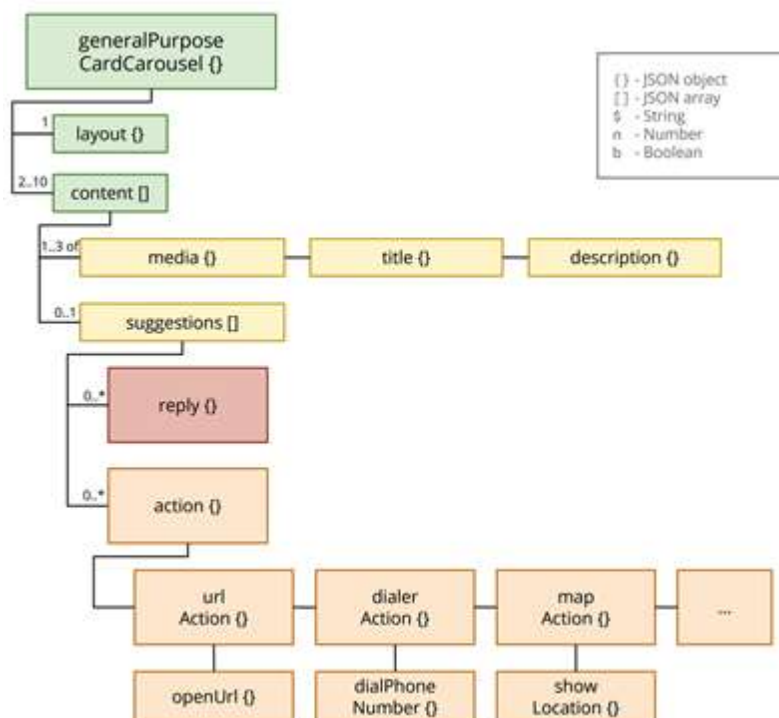 generalPurpose
CardCarousel {}
{} - JSON object
[] - JSON array
$ - String
n - Number
b - Boolean
1
layout {}
2..10
content []
1..3 of
media {}
title {}
description {}
0..1
suggestions []
0..*
reply {}
0..*
action {}
url
Action {}
dialer
Action {}
map
Action {}
...
openUrl {}
dialPhone
Number {}
show
Location {}